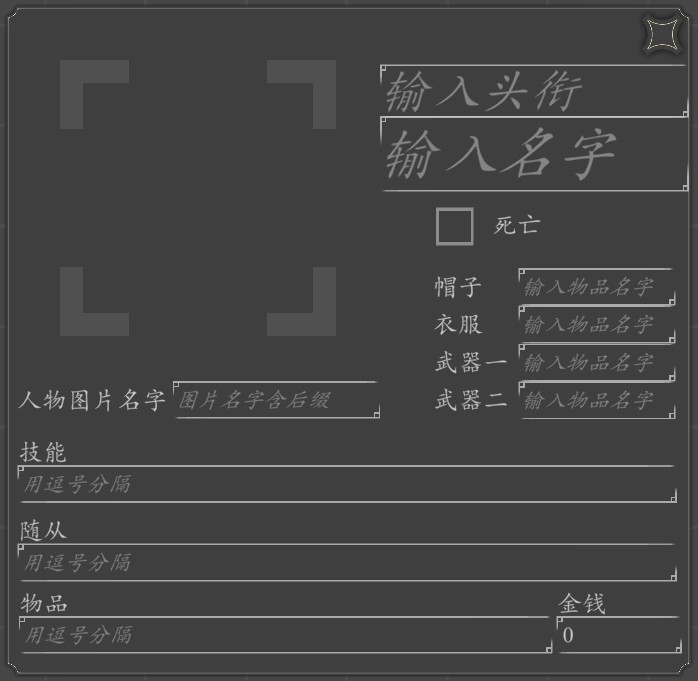 输入头衔
输入名字
死亡
帽子 输入物品名字
衣服 输入物品名字
武器一 输入物品名字
武器二 输入物品名字
人物图片名字 图片名字含后缀
技能
用逗号分隔
随从
用逗号分隔
物品
用逗号分隔
金钱
0